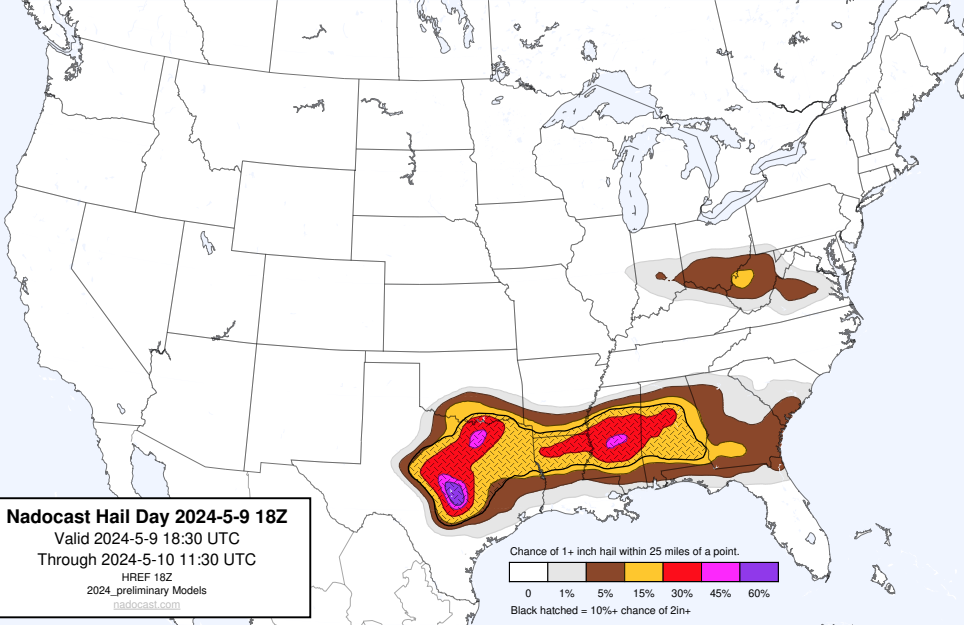 Nadocast Hail Day 2024-5-9 18Z
Valid 2024-5-9 18:30 UTC
Through 2024-5-10 11:30 UTC
HREF 18Z
2024_preliminary Models
nadocast.com
Chance of 1+ inch hail within 25 miles of a point.
0 1% 5% 15% 30% 45% 60%
Black hatched = 10%+ chance of 2in+